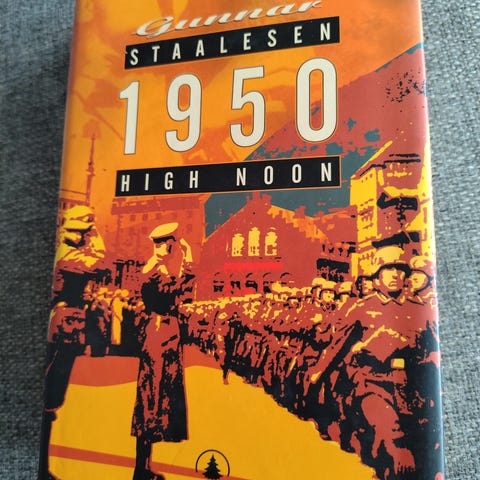 Gunnar
STAALESEN
1950
HIGH NOON